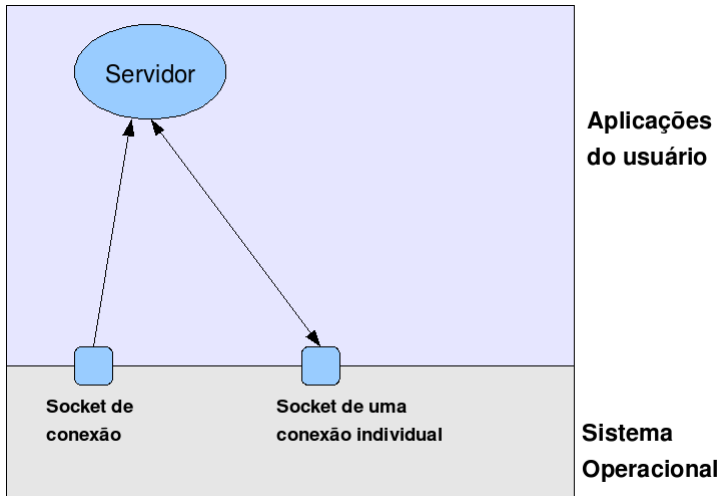 Servidor
Aplicações
do usuário
Socket de
conexão
Socket de uma
conexão individual
Sistema
Operacional